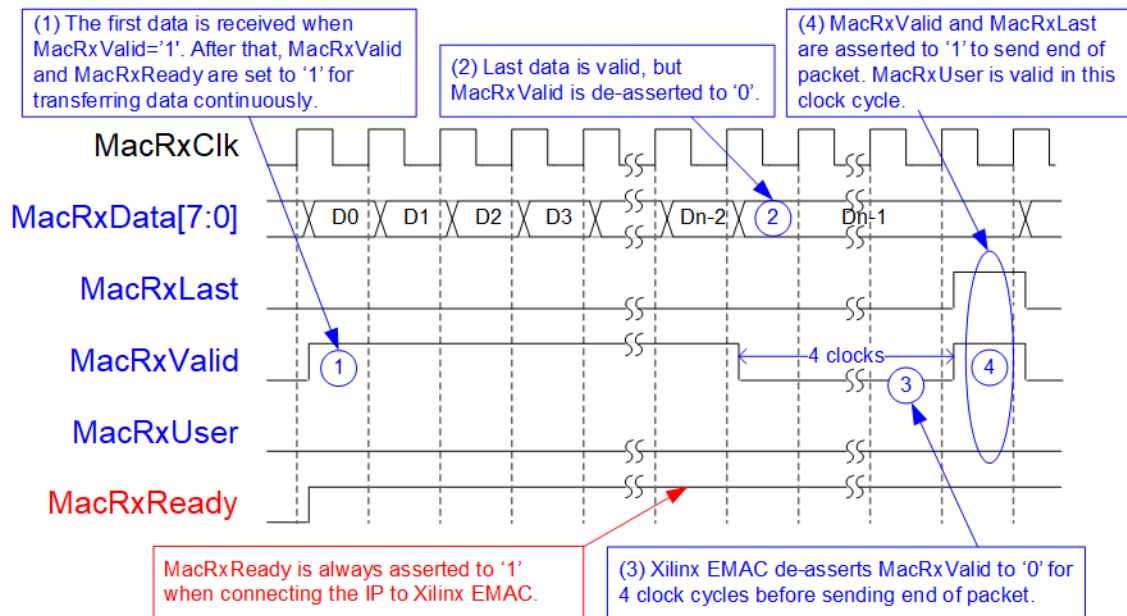 (1) The first data is received when
MacRxValid='1'. After that, MacRxValid
and MacRxReady are set to ‘1’ for
transferring data continuously.
(2) Last data is valid, but
MacRxValid is de-asserted to ‘0’.
(4) MacRxValid and MacRxLast
are asserted to ‘1’ to send end of
packet. MacRxUser is valid in this
clock cycle.
MacRxClk
MacRxData[7:0]
D0 D1 D2 D3 Dn-2 2 Dn-1
MacRxLast
MacRxValid
1 4 clocks 3 4
MacRxUser
MacRxReady
MacRxReady is always asserted to ‘1’
when connecting the IP to Xilinx EMAC.
(3) Xilinx EMAC de-asserts MacRxValid to ‘0’ for
4 clock cycles before sending end of packet.